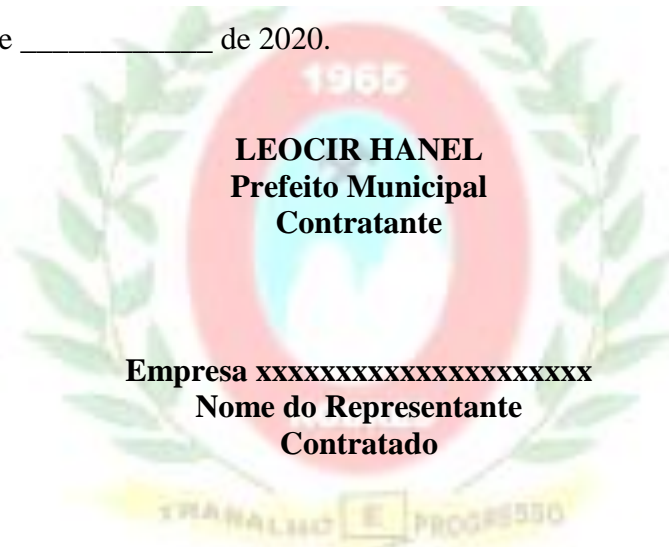 e ____________ de 2020.
1965
LEOCIR HANEL
Prefeito Municipal
Contratante
Empresa xxxxxxxxxxxxxxxxxxxxx
Nome do Representante
Contratado
TRABALHO E PROGRESSO